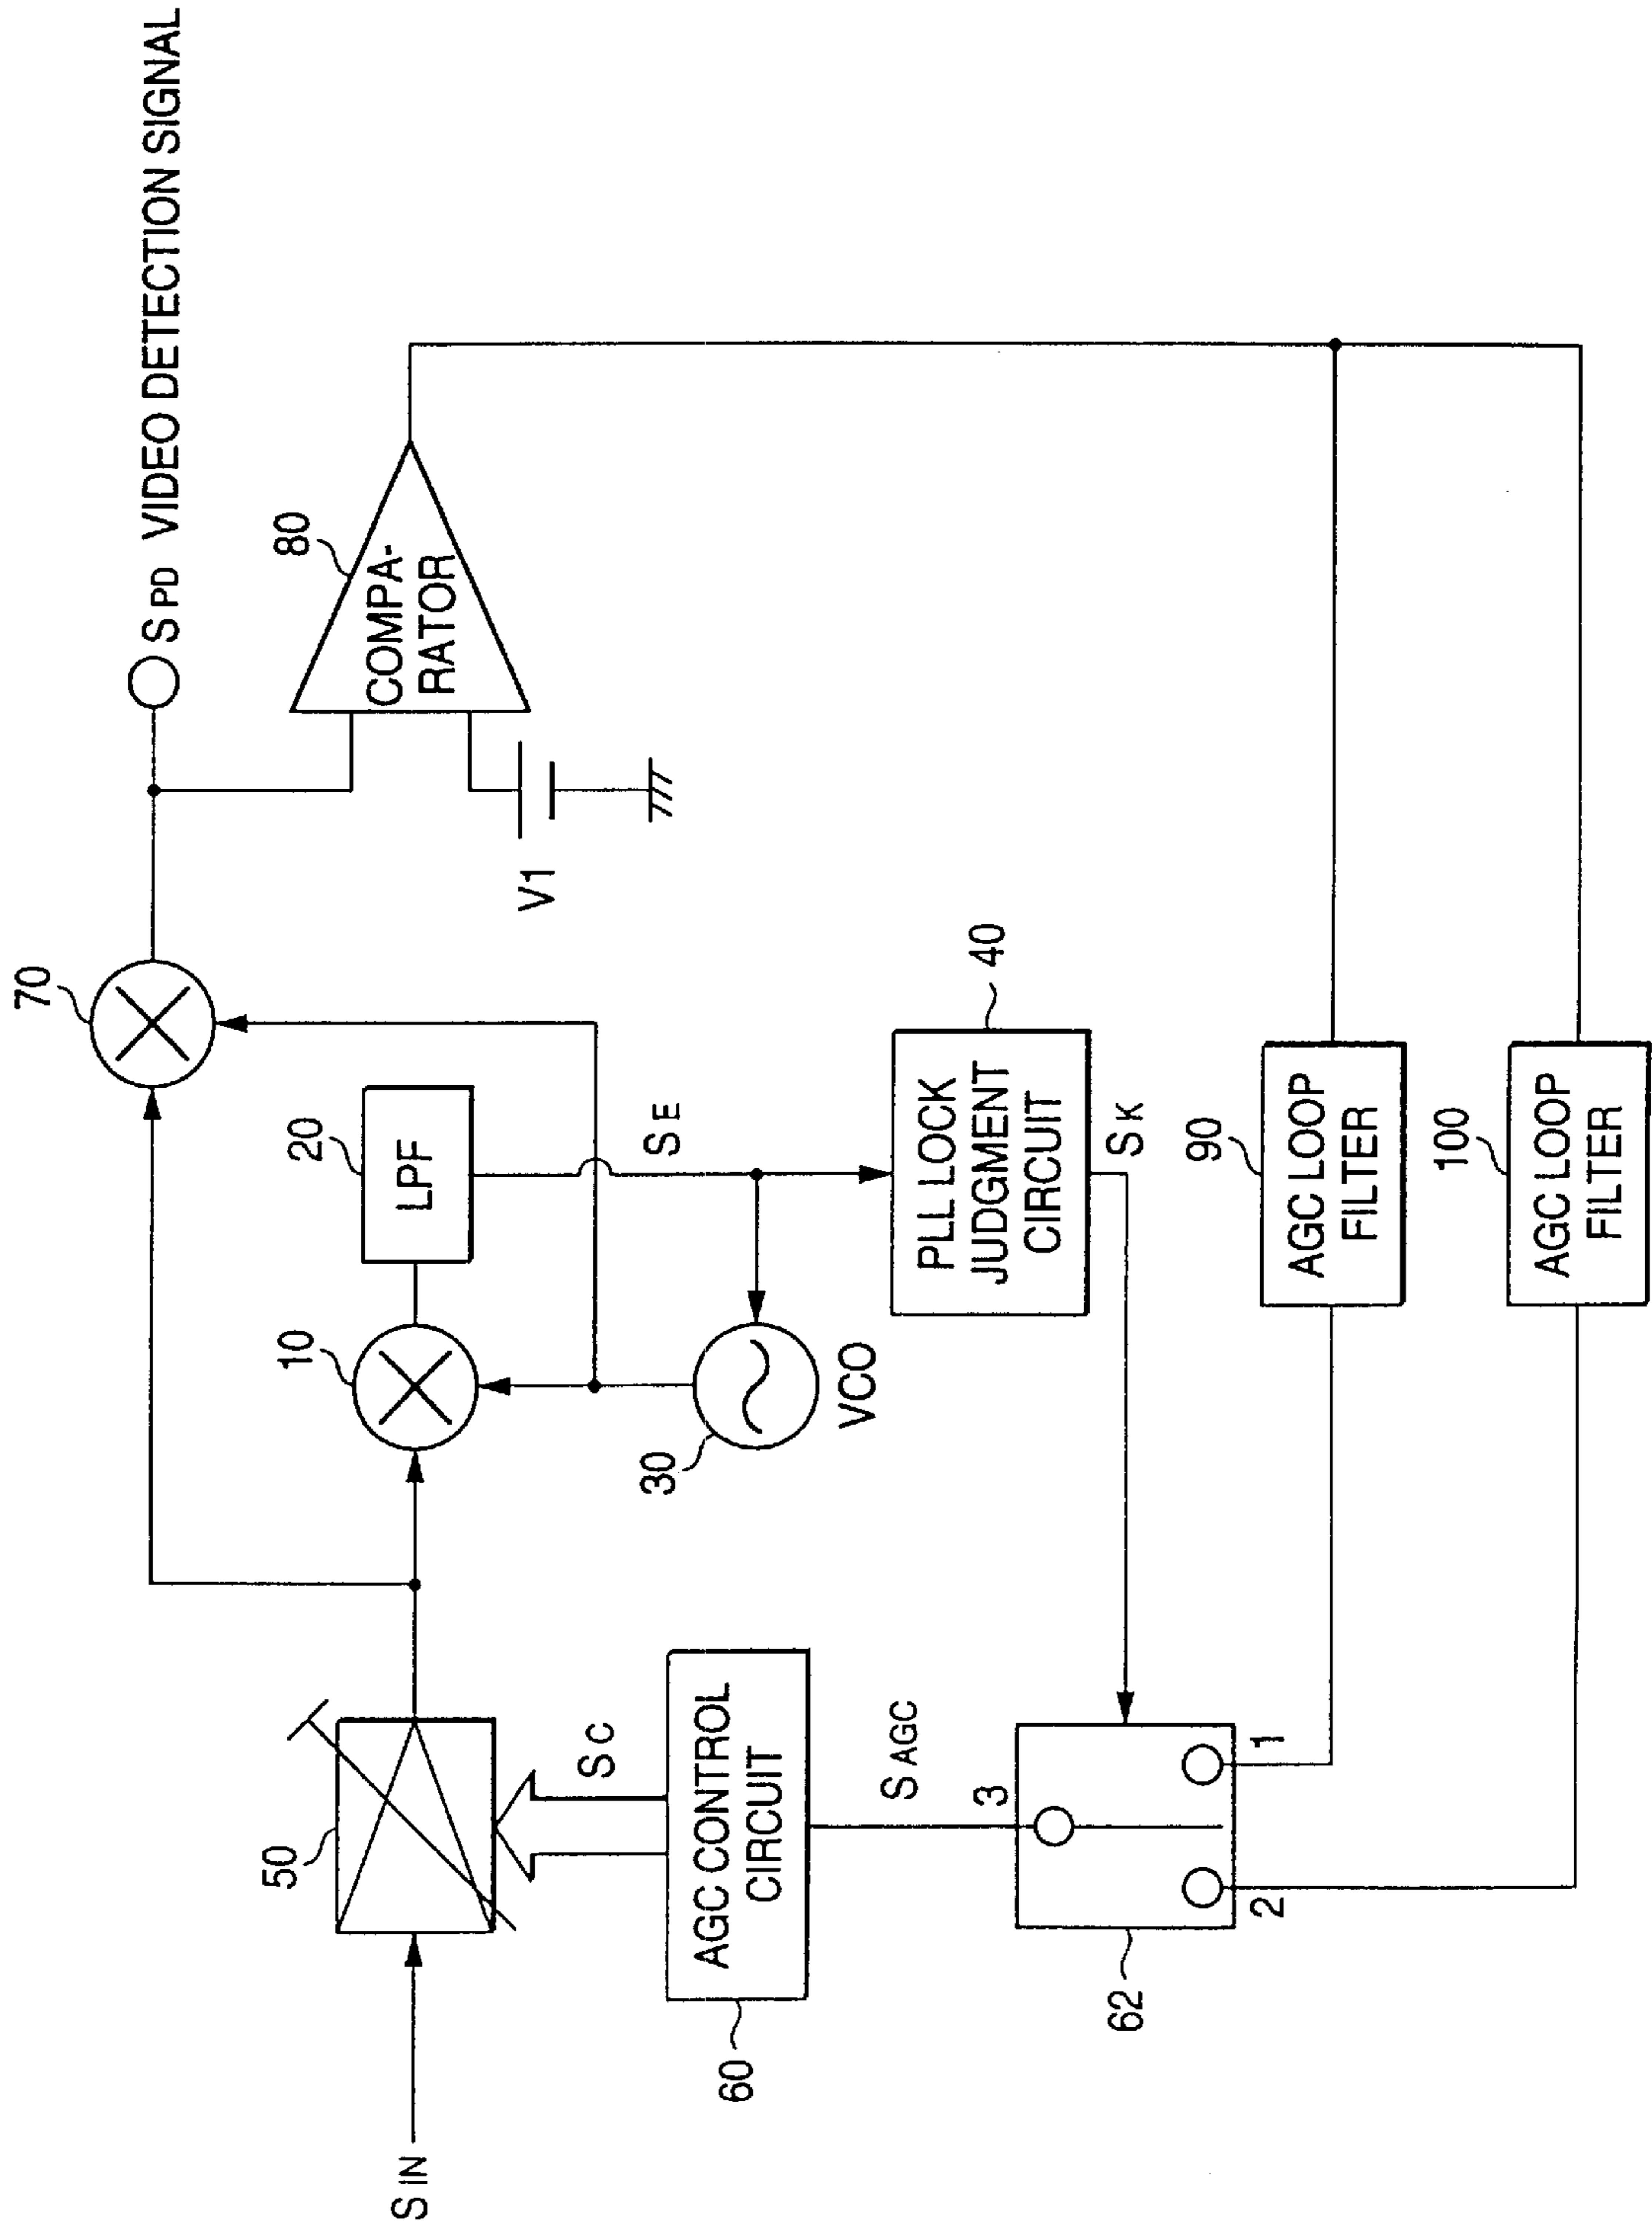 70
S PD VIDEO DETECTION SIGNAL
50
10
20
LPF
80
COMPA-
RATOR
S IN
S C
30
VCO
S E
V1
60
AGC CONTROL
CIRCUIT
40
PLL LOCK
JUDGMENT
CIRCUIT
S AGC
S K
3
62
2
1
90
AGC LOOP
FILTER
100
AGC LOOP
FILTER